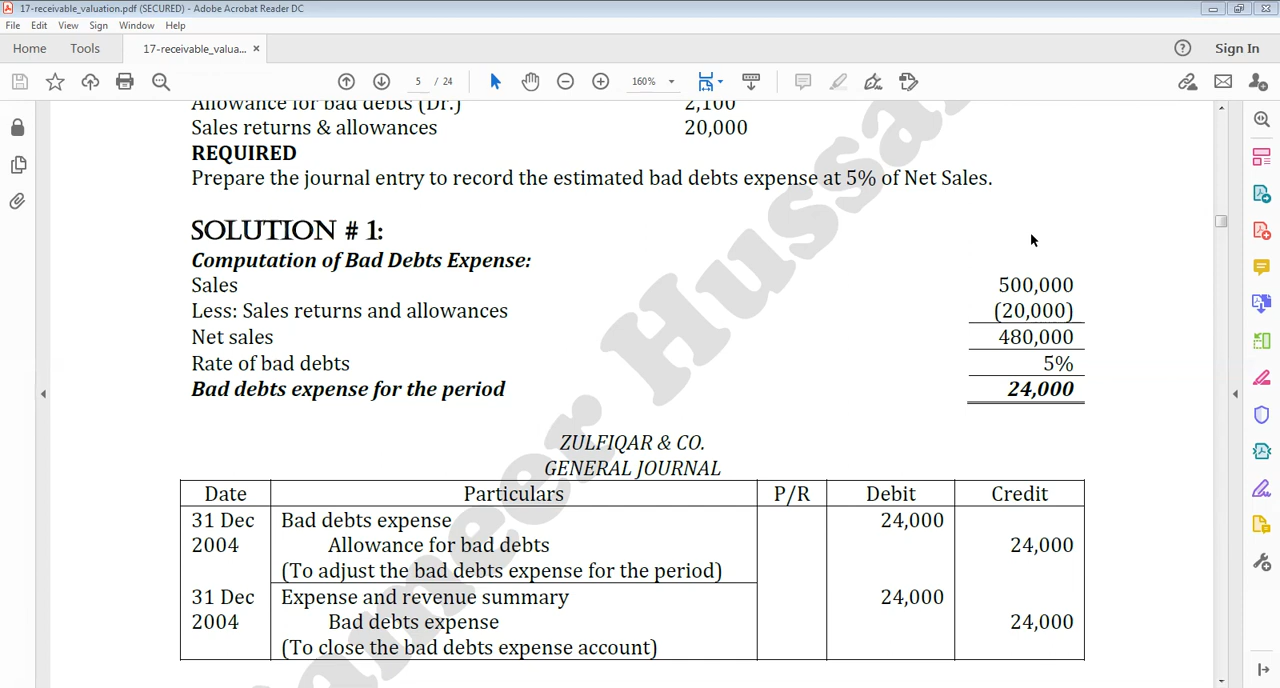 17-receivable_valuation.pdf (SECURED) - Adobe Acrobat Reader DC
File Edit View Sign Window Help
Home Tools 17-receivable_valua... × Sign In
5 / 24 160%
Allowance for bad debts (Dr.) 2,100
Sales returns & allowances 20,000
REQUIRED
Prepare the journal entry to record the estimated bad debts expense at 5% of Net Sales.
SOLUTION # 1:
Computation of Bad Debts Expense:
Sales 500,000
Less: Sales returns and allowances (20,000)
Net sales 480,000
Rate of bad debts 5%
Bad debts expense for the period 24,000
ZULFIQAR & CO.
GENERAL JOURNAL
Date Particulars P/R Debit Credit
31 Dec Bad debts expense 24,000
2004 Allowance for bad debts 24,000
(To adjust the bad debts expense for the period)
31 Dec Expense and revenue summary 24,000
2004 Bad debts expense 24,000
(To close the bad debts expense account)